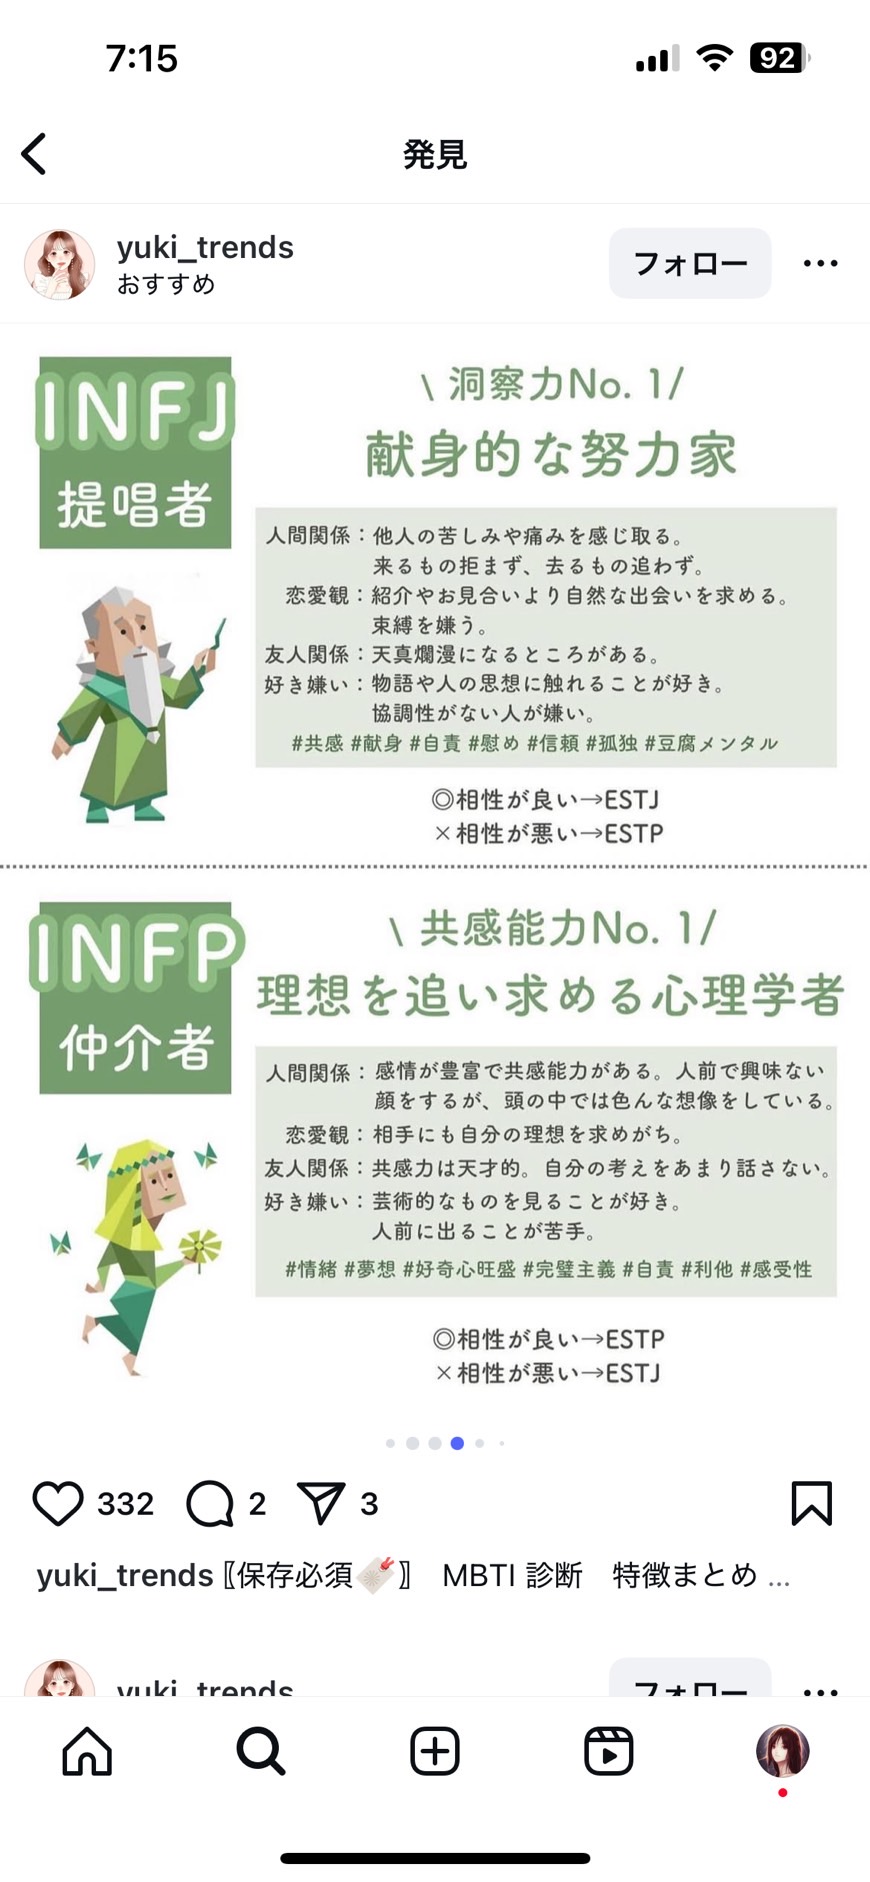 7:15
92
発見
yuki_trends
おすすめ
フォロー
INFJ
提唱者
\ 洞察力No. 1/
献身的な努力家
人間関係：他人の苦しみや痛みを感じ取る。
来るもの拒まず、去るもの追わず。
恋愛観：紹介やお見合いより自然な出会いを求める。
束縛を嫌う。
友人関係：天真爛漫になるところがある。
好き嫌い：物語や人の思想に触れることが好き。
協調性がない人が嫌い。
#共感 #献身 #自責 #慰め #信頼 #孤独 #豆腐メンタル
◎相性が良い→ESTJ
×相性が悪い→ESTP
INFP
仲介者
\ 共感能力No. 1/
理想を追い求める心理学者
人間関係：感情が豊富で共感能力がある。人前で興味ない
顔をするが、頭の中では色んな想像をしている。
恋愛観：相手にも自分の理想を求めがち。
友人関係：共感力は天才的。自分の考えをあまり話さない。
好き嫌い：芸術的なものを見ることが好き。
人前に出ることが苦手。
#情緒 #夢想 #好奇心旺盛 #完璧主義 #自責 #利他 #感受性
◎相性が良い→ESTP
×相性が悪い→ESTJ
332
2
3
yuki_trends 〖保存必須〗 MBTI 診断 特徴まとめ ...
yuki_trends
フォロー